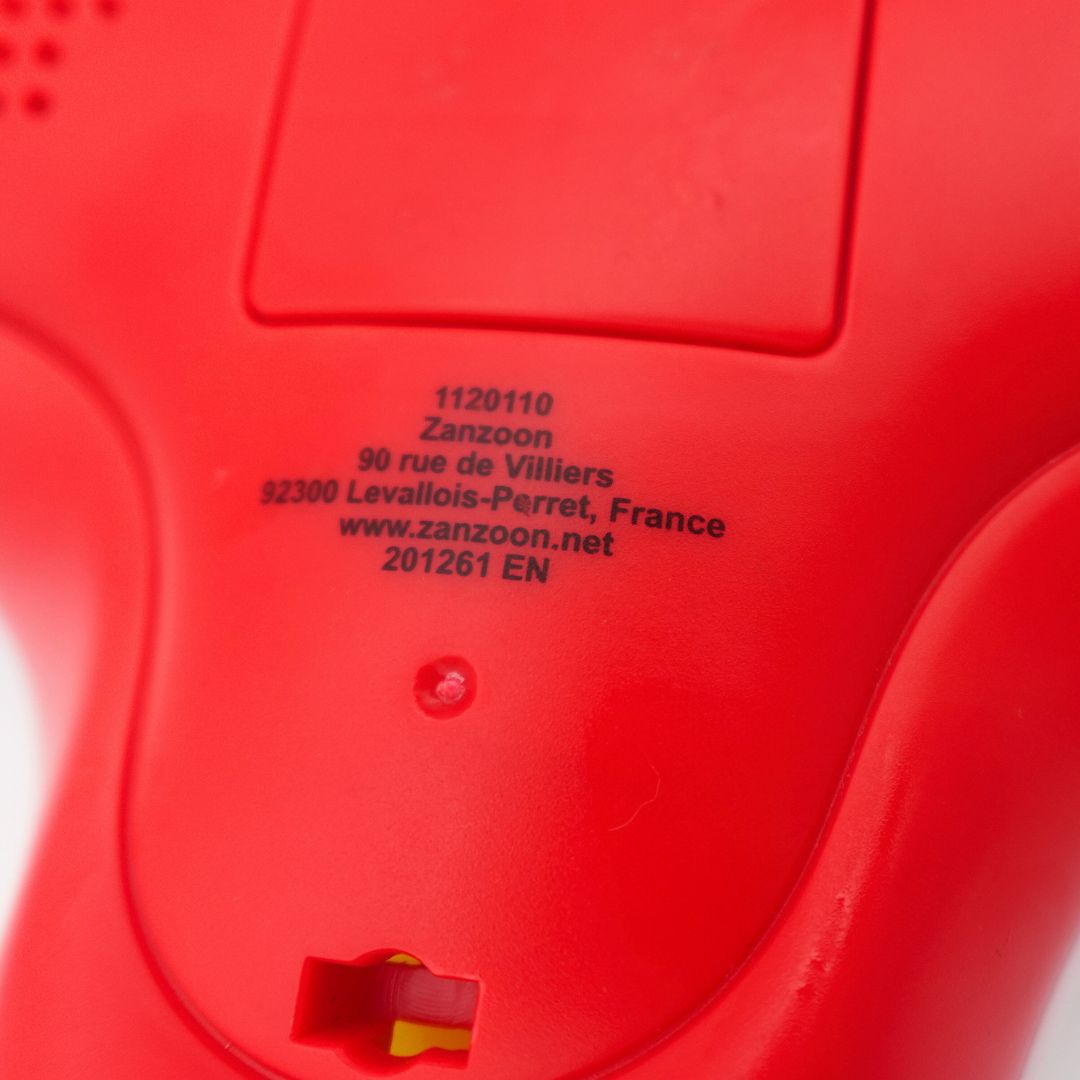 1120110
Zanzoon
90 rue de Villiers
92300 Levallois-Perret, France
www.zanzoon.net
201261 EN